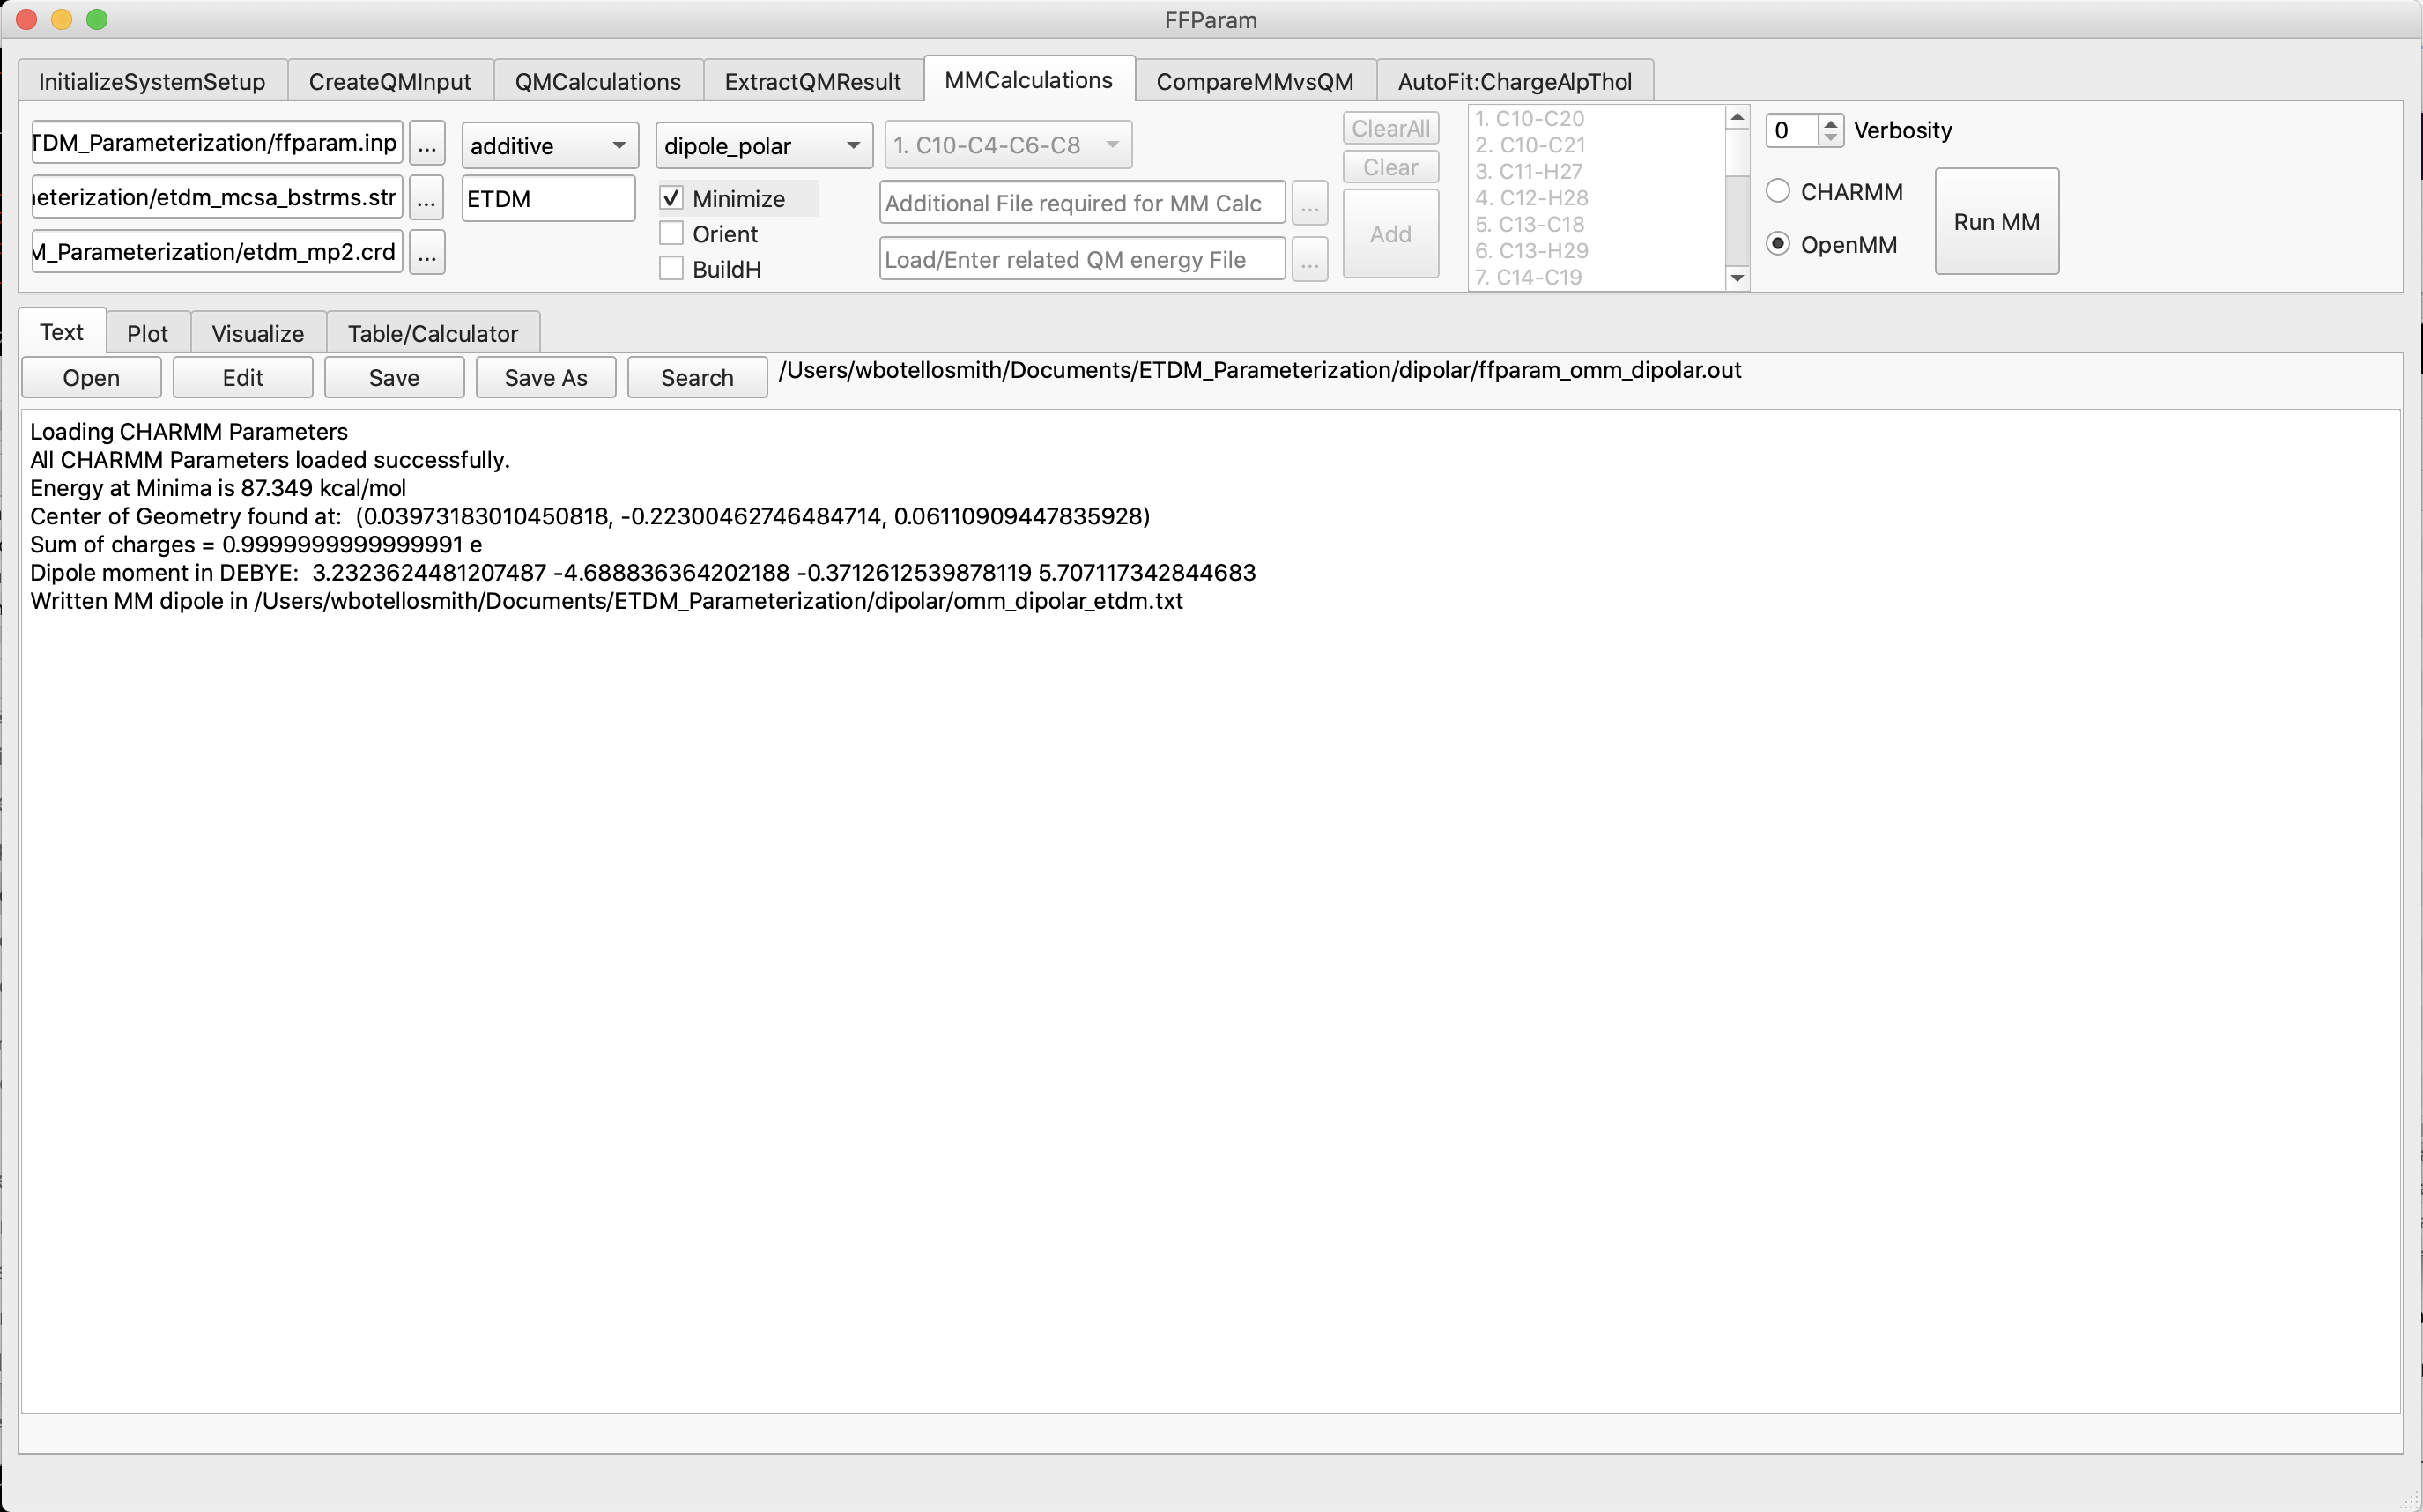 FFParam
InitializeSystemSetup CreateQMInput QMCalculations ExtractQMResult MMCalculations CompareMMvsQM AutoFit:ChargeAlpThol
TDM_Parameterization/ffparam.inp ... additive dipole_polar 1. C10-C4-C6-C8
eterization/etdm_mcsa_bstrms.str ... ETDM Minimize Additional File required for MM Calc ...
Orient
M_Parameterization/etdm_mp2.crd ... BuildH Load/Enter related QM energy File ...
ClearAll
Clear
Add
1. C10-C20
2. C10-C21
3. C11-H27
4. C12-H28
5. C13-C18
6. C13-H29
7. C14-C19
0 Verbosity
CHARMM
OpenMM
Run MM
Text Plot Visualize Table/Calculator
Open Edit Save Save As Search /Users/wbotellosmith/Documents/ETDM_Parameterization/dipolar/ffparam_omm_dipolar.out
Loading CHARMM Parameters
All CHARMM Parameters loaded successfully.
Energy at Minima is 87.349 kcal/mol
Center of Geometry found at:  (0.03973183010450818, -0.22300462746484714, 0.06110909447835928)
Sum of charges = 0.9999999999999991 e
Dipole moment in DEBYE:  3.2323624481207487 -4.688836364202188 -0.3712612539878119 5.707117342844683
Written MM dipole in /Users/wbotellosmith/Documents/ETDM_Parameterization/dipolar/omm_dipolar_etdm.txt